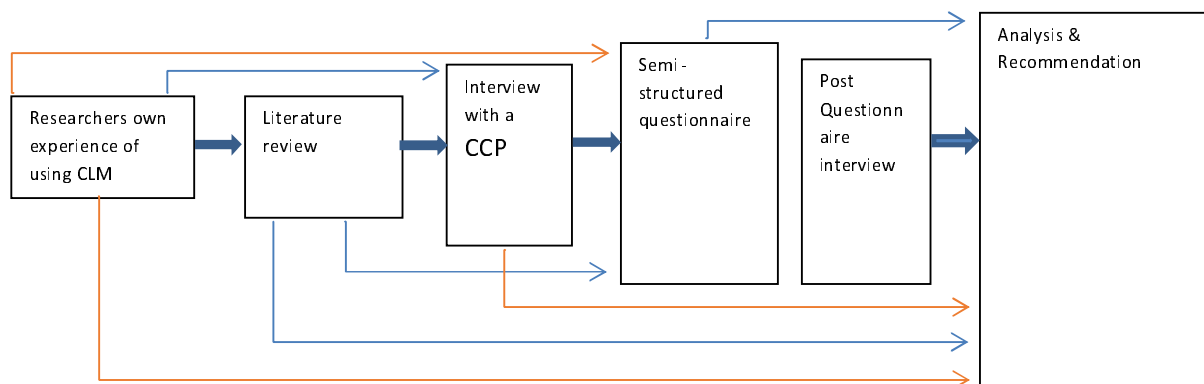 Researchers own
experience of
using CLM
Literature
review
Interview
with a
CCP
Semi -
structured
questionnaire
Post
Questionn
aire
interview
Analysis &
Recommendation